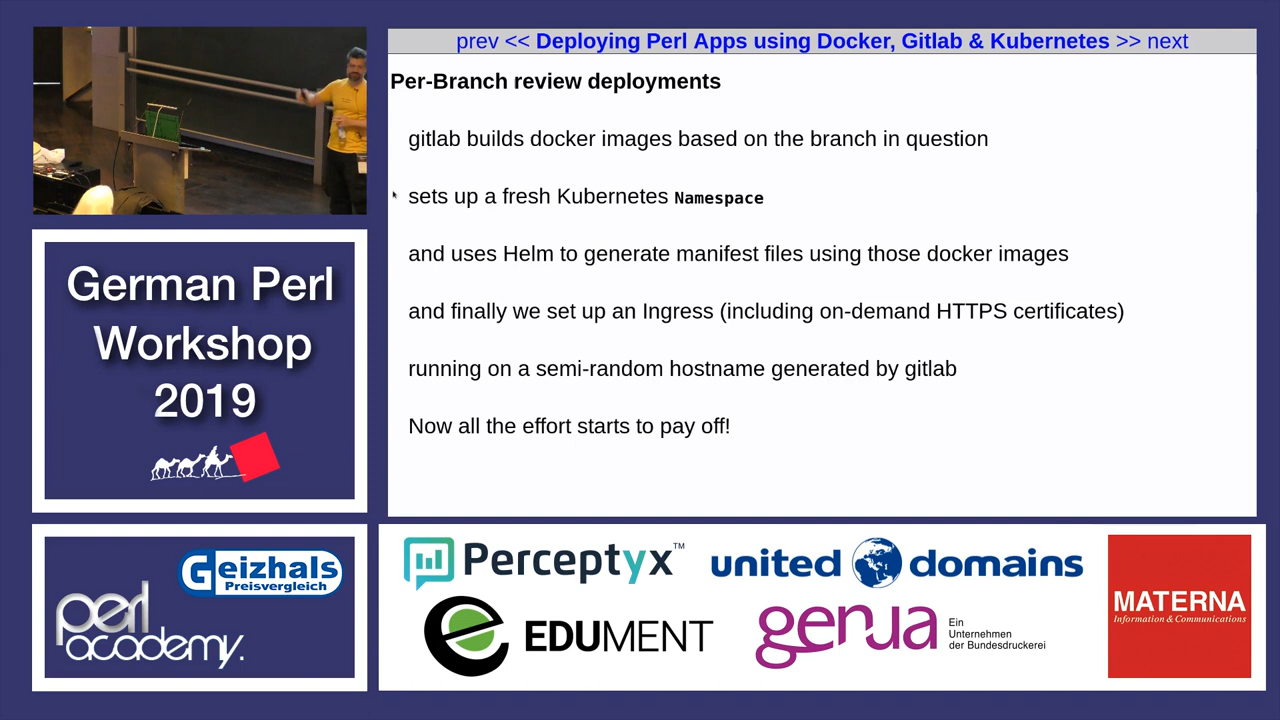 prev << Deploying Perl Apps using Docker, Gitlab & Kubernetes >> next
Per-Branch review deployments
gitlab builds docker images based on the branch in question
sets up a fresh Kubernetes Namespace
and uses Helm to generate manifest files using those docker images
and finally we set up an Ingress (including on-demand HTTPS certificates)
running on a semi-random hostname generated by gitlab
Now all the effort starts to pay off!
German Perl
Workshop
2019
Geizhals
Preisvergleich
perl
academy.
Perceptyx™
united domains
EDUMENT
genua
Ein
Unternehmen
der Bundesdruckerei
MATERNA
Information & Communications